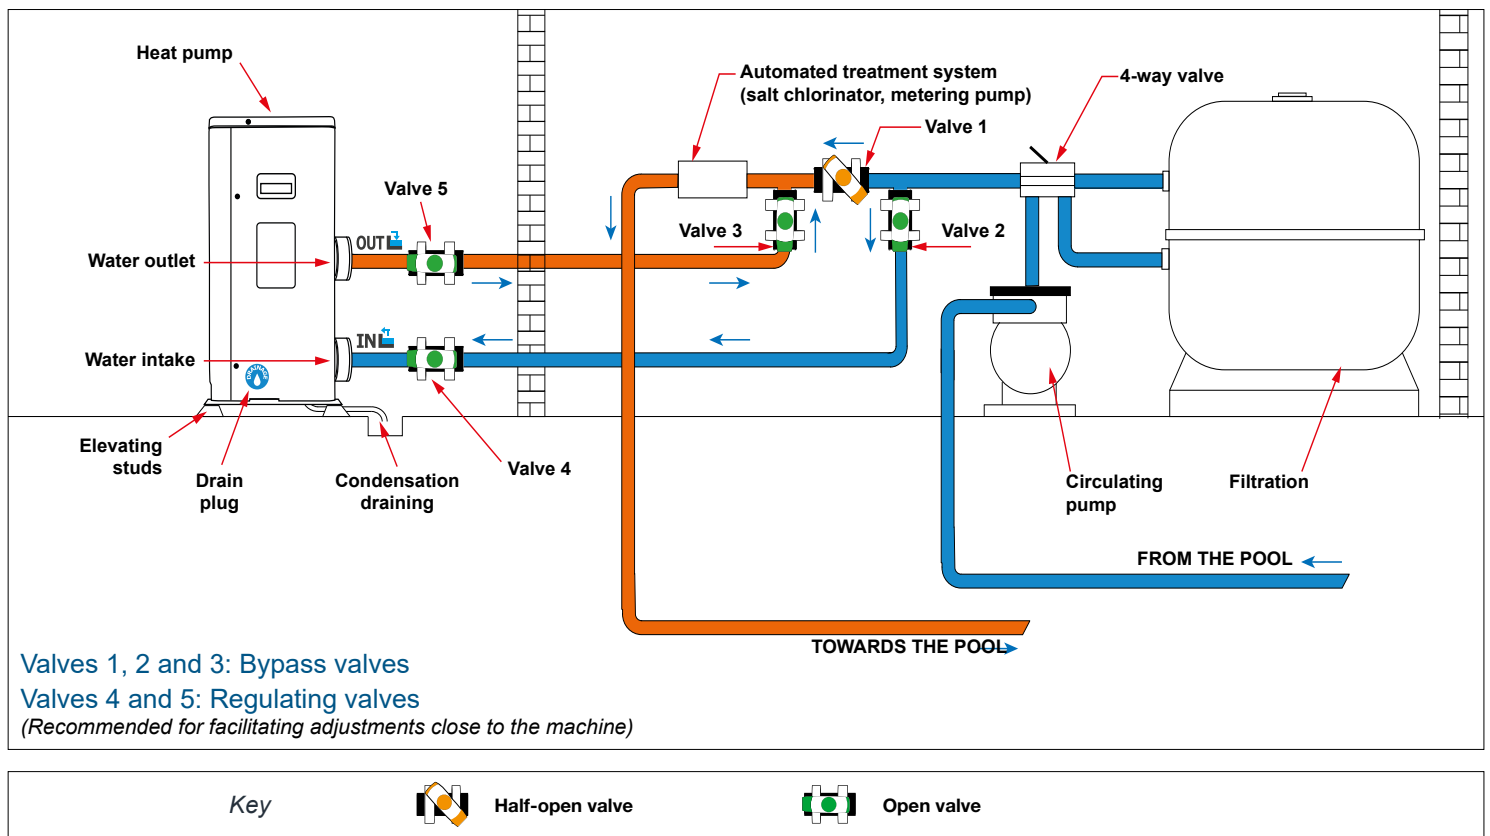 Heat pump
Automated treatment system
(salt chlorinator, metering pump)
4-way valve
Valve 1
Valve 5
Valve 3
Valve 2
OUT
Water outlet
IN
Water intake
DRAINAGE
Elevating
studs
Drain
plug
Condensation
draining
Valve 4
Circulating
pump
Filtration
FROM THE POOL
TOWARDS THE POOL
Valves 1, 2 and 3: Bypass valves
Valves 4 and 5: Regulating valves
(Recommended for facilitating adjustments close to the machine)
Key
Half-open valve
Open valve